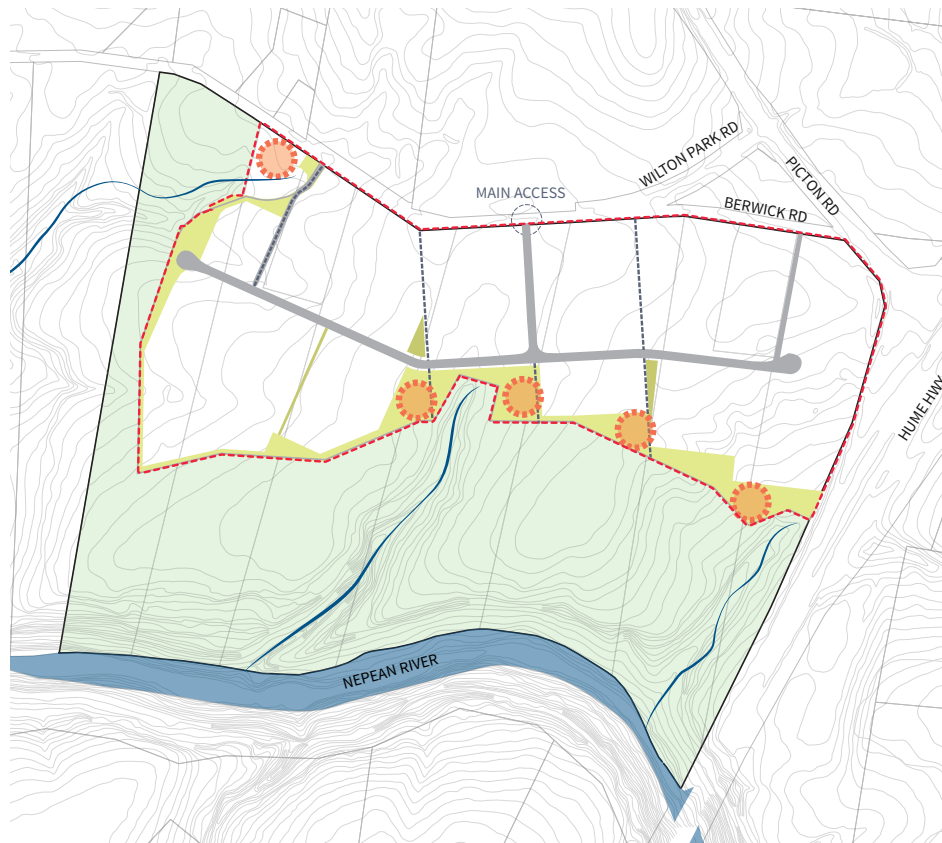 WILTON PARK RD
PICTON RD
MAIN ACCESS
BERWICK RD
HUME HWY
NEPEAN RIVER